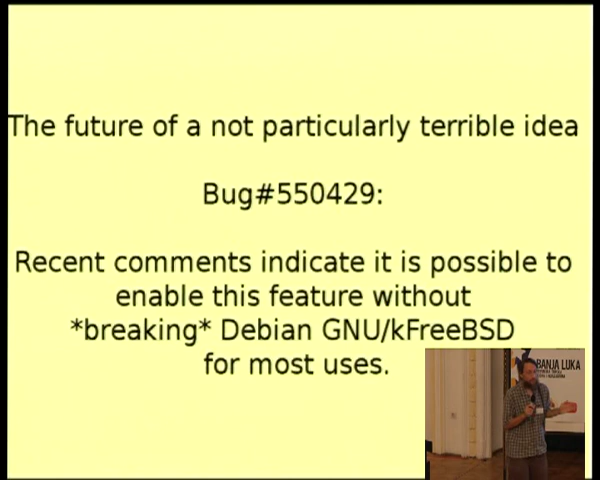 The future of a not particularly terrible idea
Bug#550429:
Recent comments indicate it is possible to
enable this feature without
*breaking* Debian GNU/kFreeBSD
for most uses.
BANJA LUKA